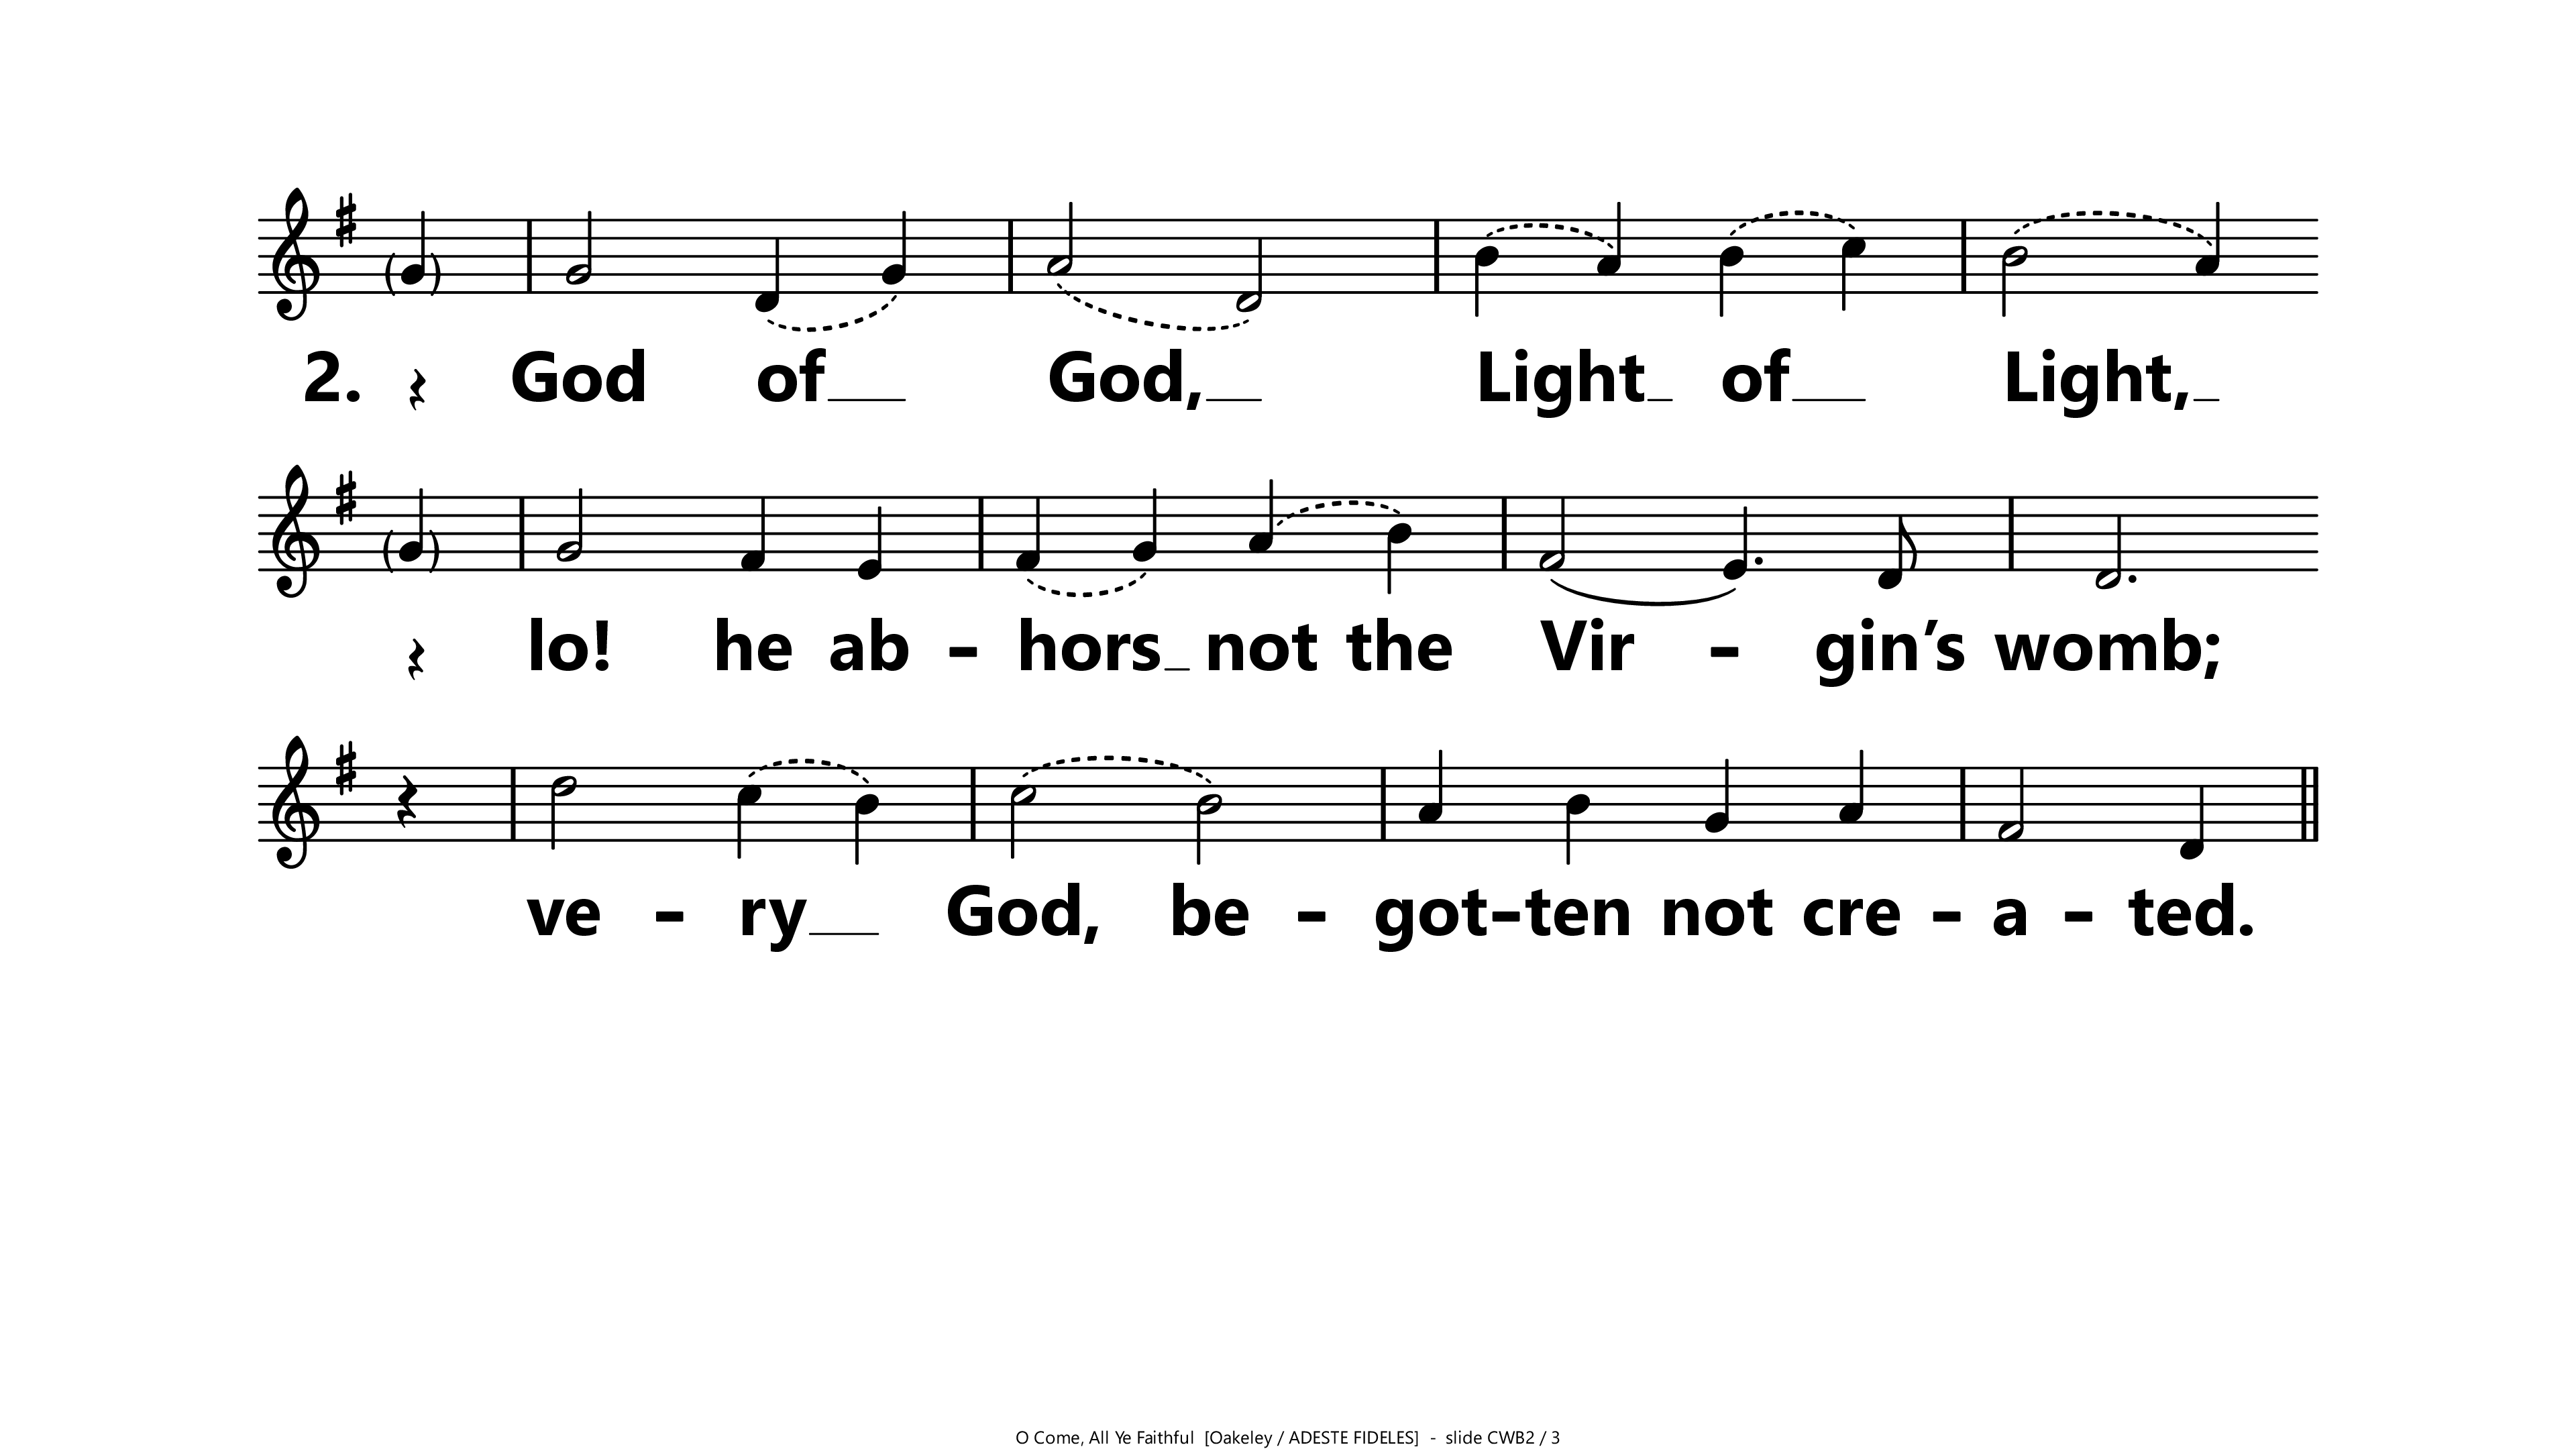 2. God of God, Light of Light,
lo! he ab - hors not the Vir - gin’s womb;
ve - ry God, be - got-ten not cre - a - ted.
O Come, All Ye Faithful [Oakeley / ADESTE FIDELES] - slide CWB2 / 3